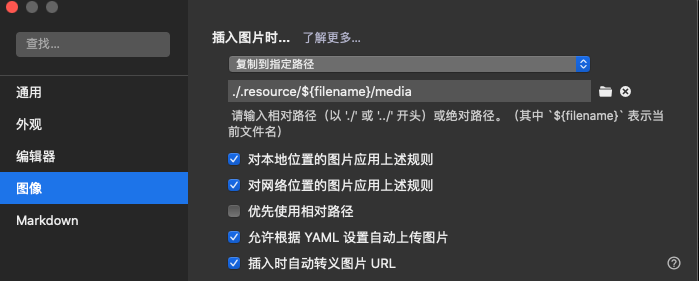 查找...
通用
外观
编辑器
图像
Markdown
插入图片时... 了解更多...
复制到指定路径
./.resource/${filename}/media
请输入相对路径（以 './' 或 '../' 开头）或绝对路径。（其中 `${filename}` 表示当
前文件名）
对本地位置的图片应用上述规则
对网络位置的图片应用上述规则
优先使用相对路径
允许根据 YAML 设置自动上传图片
插入时自动转义图片 URL